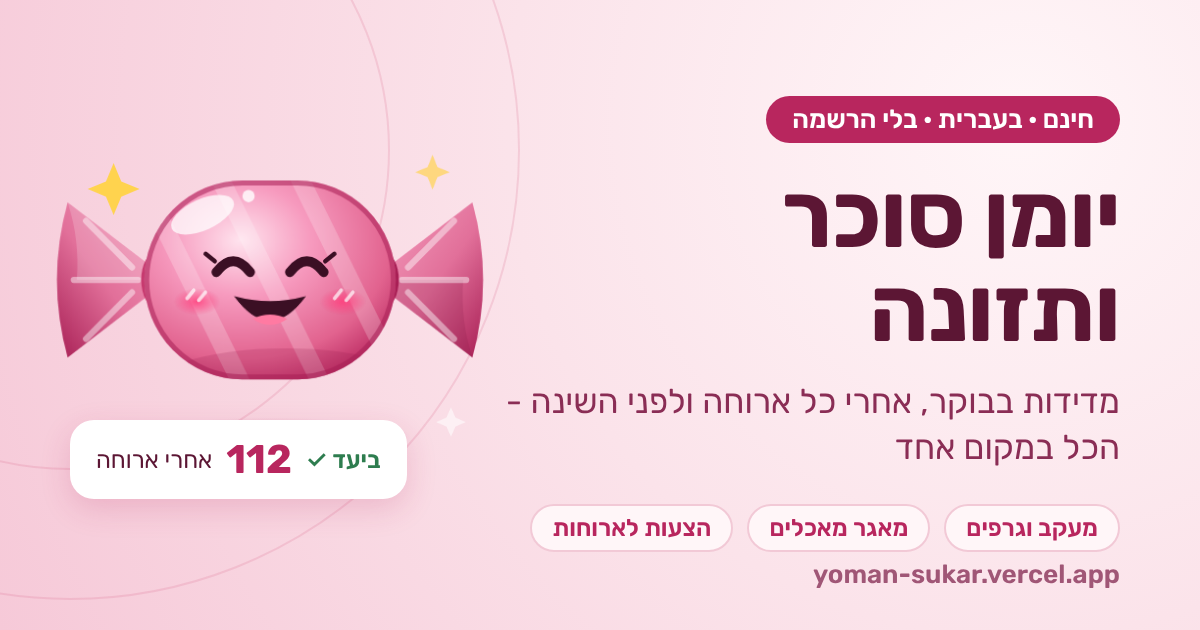 חינם • בעברית • בלי הרשמה
יומן סוכר
ותזונה
מדידות בבוקר, אחרי כל ארוחה ולפני השינה -
הכל במקום אחד
מעקב וגרפים
מאגר מאכלים
הצעות לארוחות
yoman-sukar.vercel.app
ביעד ✓ 112 אחרי ארוחה